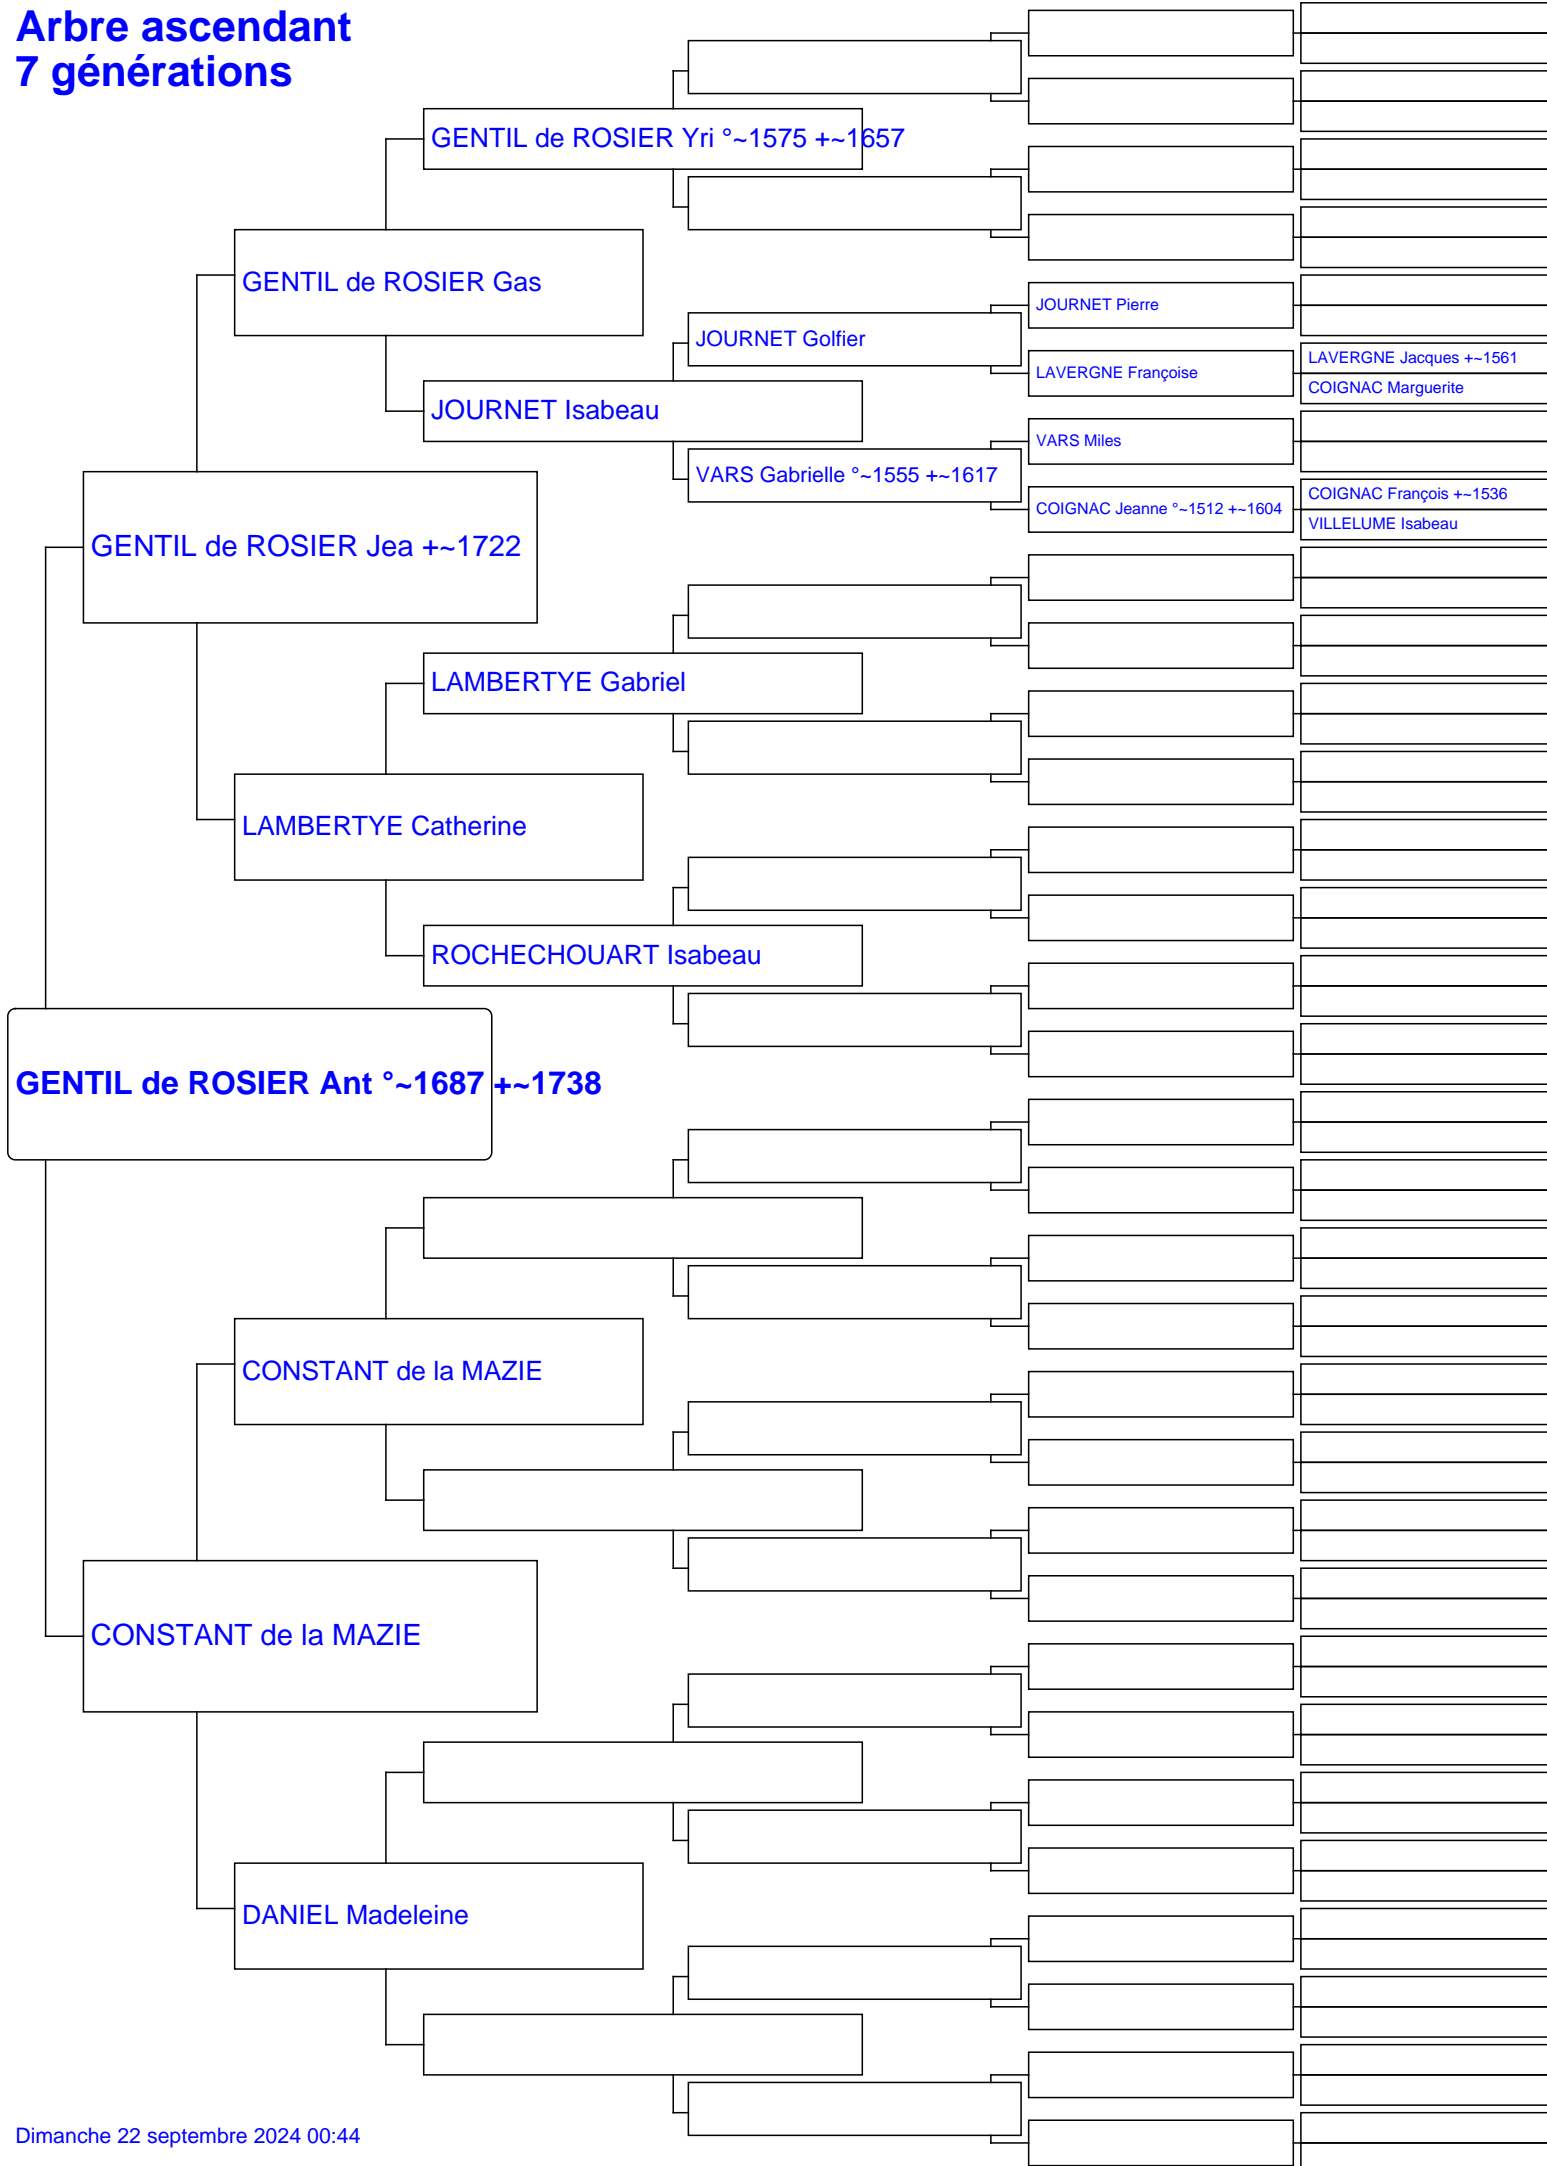 Arbre ascendant
7 générations
GENTIL de ROSIER Yri °~1575 +~1657
GENTIL de ROSIER Gas
JOURNET Pierre
JOURNET Golfier
LAVERGNE Jacques +~1561
LAVERGNE Françoise
COIGNAC Marguerite
JOURNET Isabeau
VARS Miles
VARS Gabrielle °~1555 +~1617
COIGNAC François +~1536
COIGNAC Jeanne °~1512 +~1604
VILLELUME Isabeau
GENTIL de ROSIER Jea +~1722
LAMBERTYE Gabriel
LAMBERTYE Catherine
ROCHECHOUART Isabeau
GENTIL de ROSIER Ant °~1687 +~1738
CONSTANT de la MAZIE
CONSTANT de la MAZIE
DANIEL Madeleine
Dimanche 22 septembre 2024 00:44